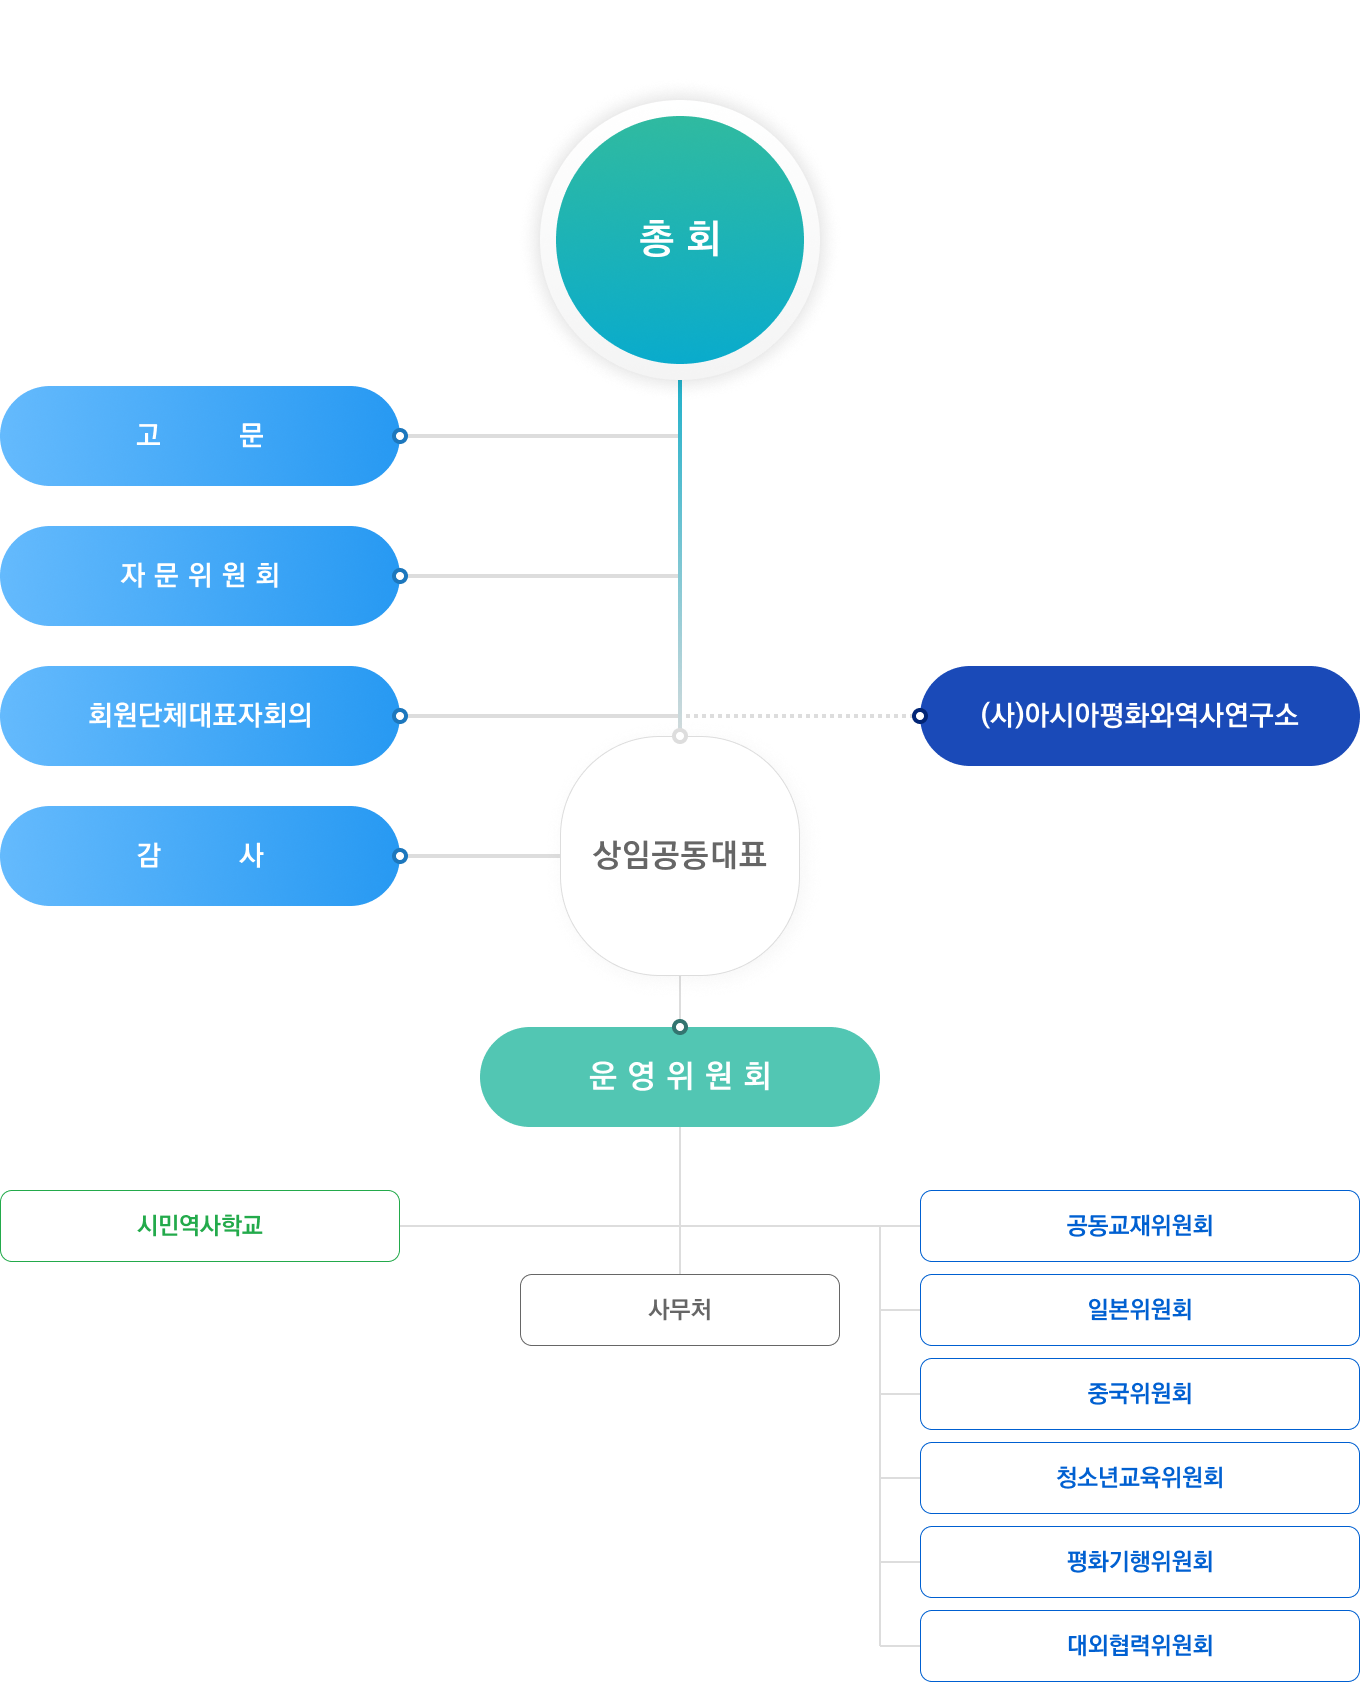 총 회
고 문
자 문 위 원 회
회원단체대표자회의
(사)아시아평화와역사연구소
감 사
상임공동대표
운 영 위 원 회
시민역사학교
사무처
공동교재위원회
일본위원회
중국위원회
청소년교육위원회
평화기행위원회
대외협력위원회